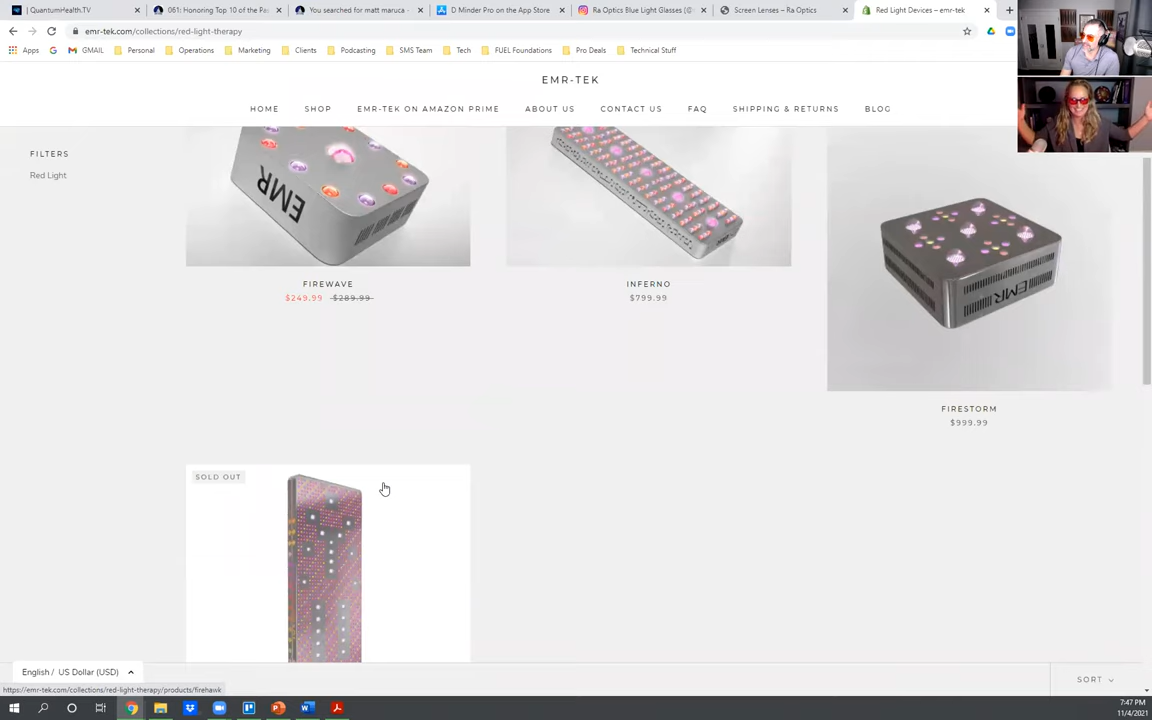 | QuantumHealth.TV
061: Honoring Top 10 of the Pa
You searched for matt maruca -
D Minder Pro on the App Store
Ra Optics Blue Light Glasses (@
Screen Lenses – Ra Optics
Red Light Devices – emr-tek
emr-tek.com/collections/red-light-therapy
Apps
GMAIL
Personal
Operations
Marketing
Clients
Podcasting
SMS Team
Tech
FUEL Foundations
Pro Deals
Technical Stuff
EMR-TEK
HOME
SHOP
EMR-TEK ON AMAZON PRIME
ABOUT US
CONTACT US
FAQ
SHIPPING & RETURNS
BLOG
FILTERS
Red Light
EMR
EMR
FIREWAVE
$249.99 $289.99
INFERNO
$799.99
FIRESTORM
$999.99
SOLD OUT
English / US Dollar (USD)
SORT
https://emr-tek.com/collections/red-light-therapy/products/firehawk
7:47 PM
11/4/2021